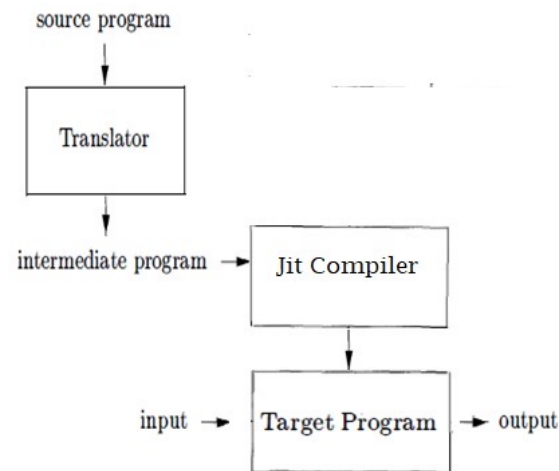 source program
Translator
intermediate program
Jit Compiler
input
Target Program
output